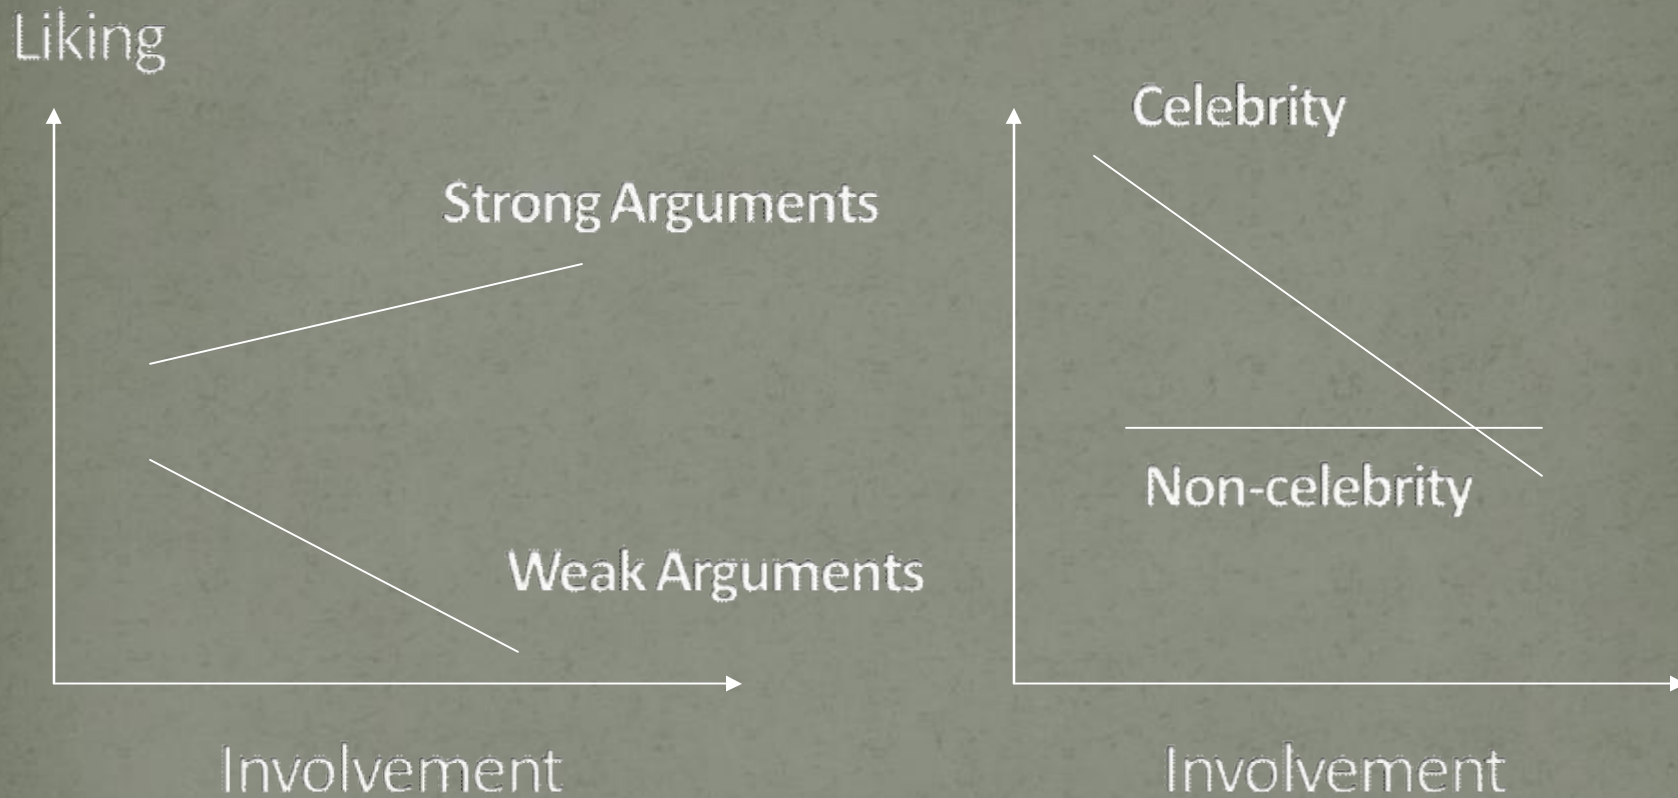 Liking
Strong Arguments
Weak Arguments
Involvement
Celebrity
Non-celebrity
Involvement